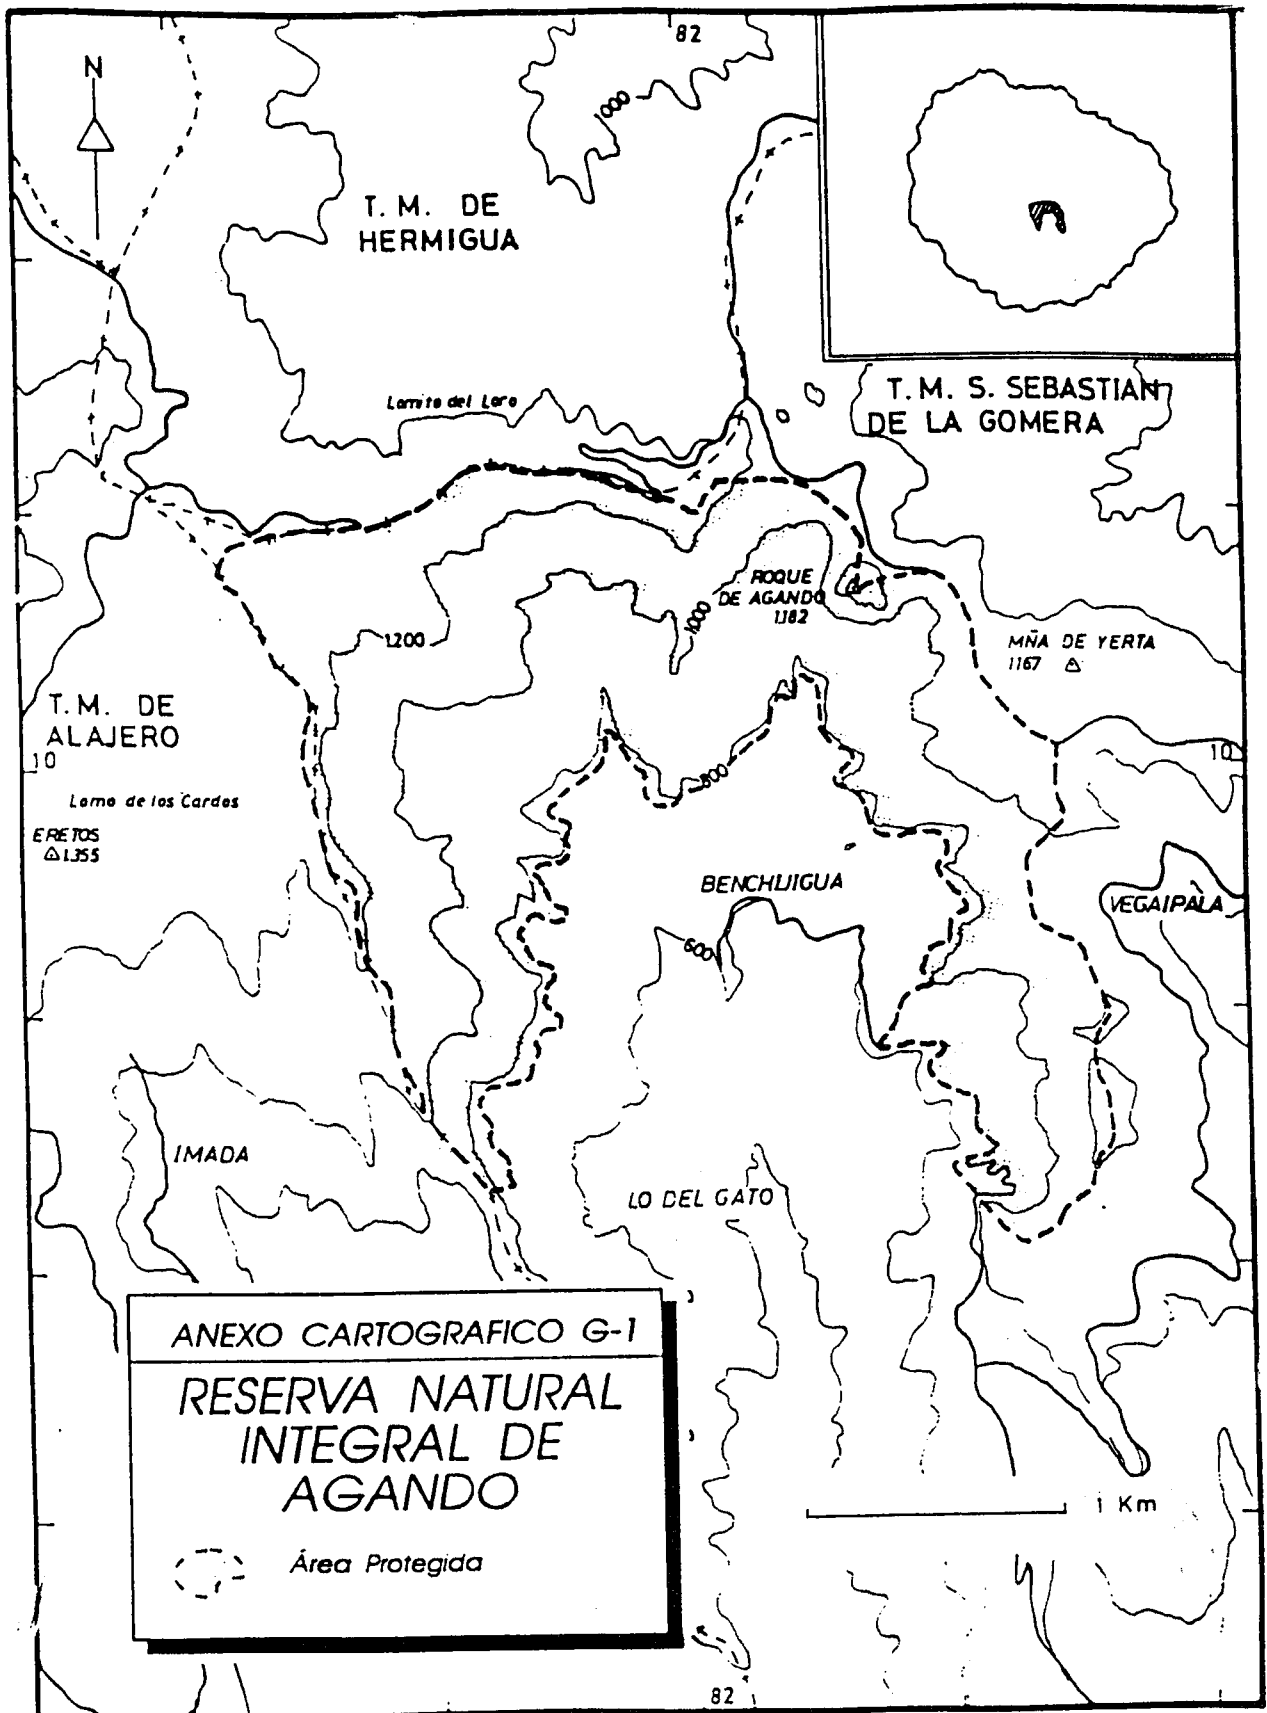 82
N
1000
T. M. DE
HERMIGUA
T. M. S. SEBASTIAN
DE LA GOMERA
Lomito del Loro
ROQUE
DE AGANDO
1182
1000
1200
MÑA DE YERTA
1167
T. M. DE
ALAJERO
10
10
Lomo de los Cardos
800
ERETOS
1355
BENCHIJIGUA
VEGAIPALA
600
IMADA
LO DEL GATO
ANEXO CARTOGRAFICO G-1
RESERVA NATURAL
INTEGRAL DE
AGANDO
Área Protegida
1 Km
82